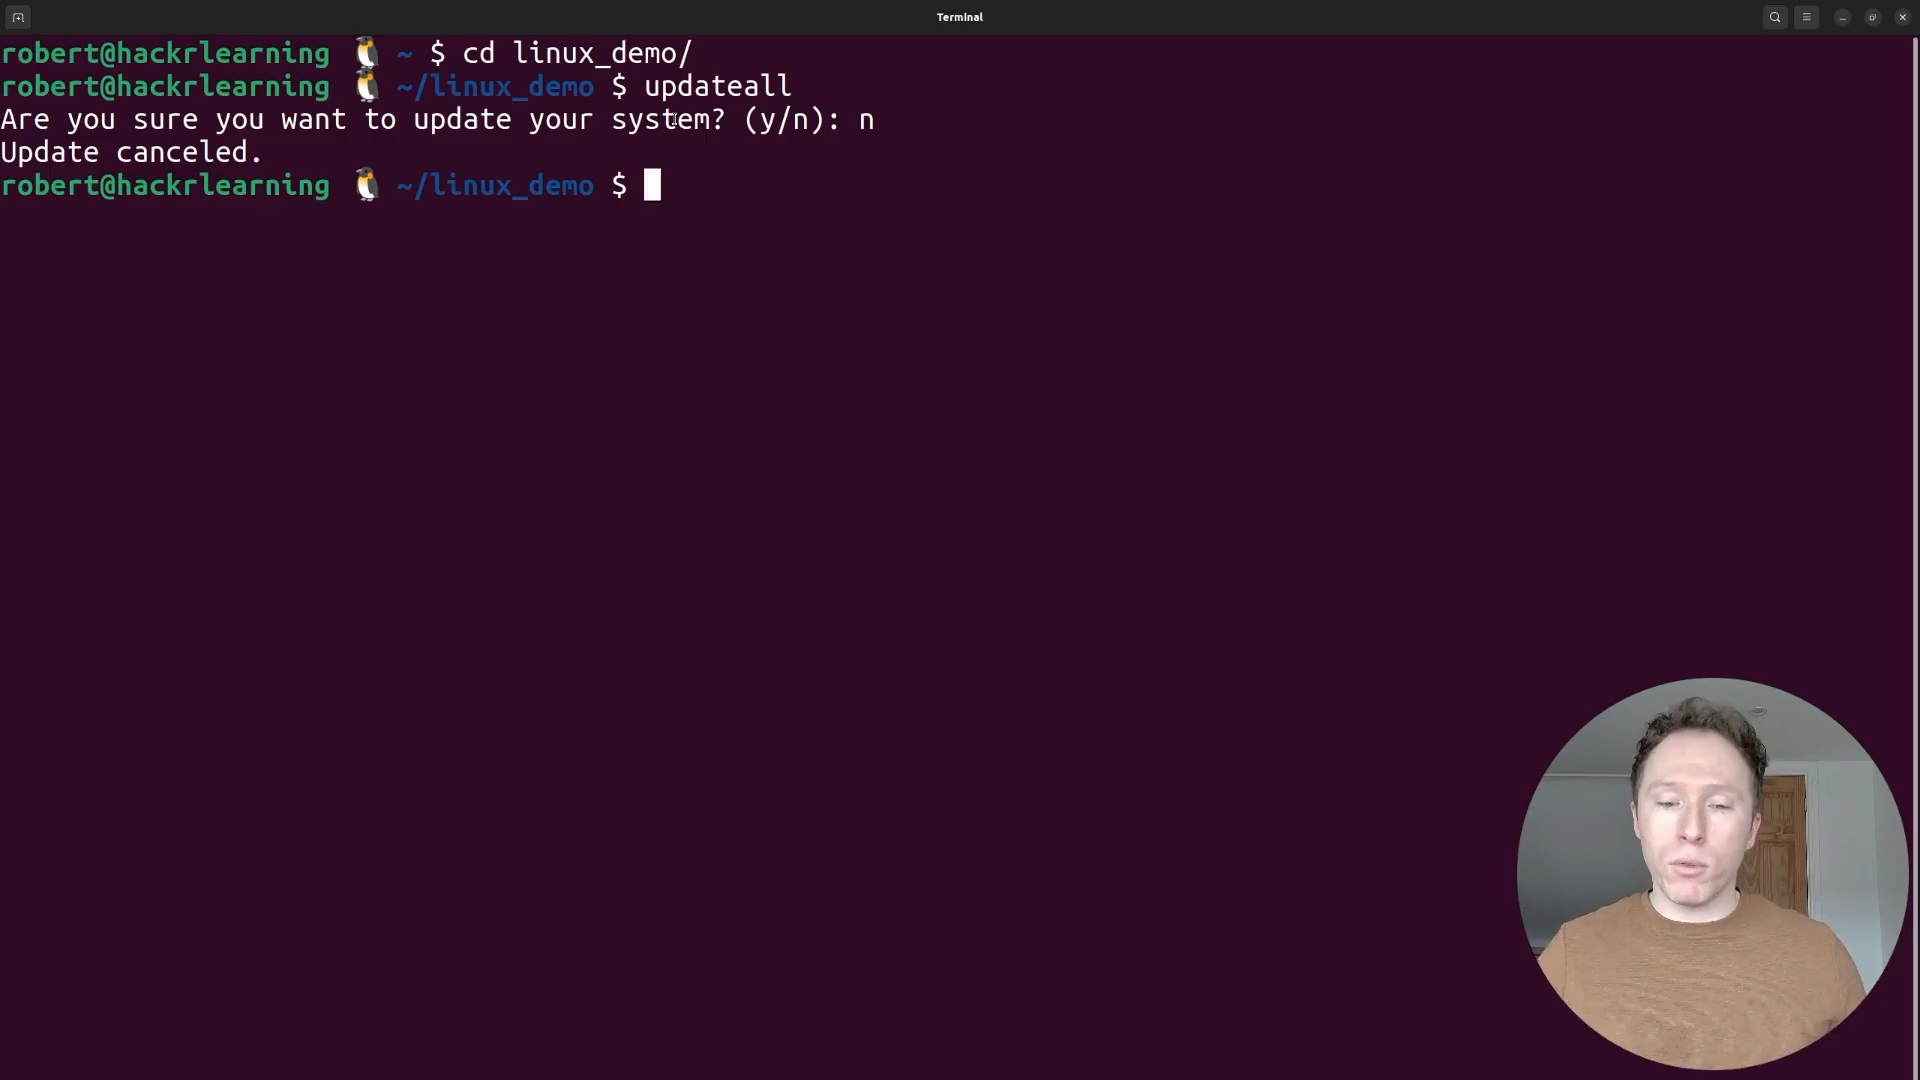 Terminal
robert@hackrlearning 🐧 ~ $ cd linux_demo/
robert@hackrlearning 🐧 ~/linux_demo $ updateall
Are you sure you want to update your system? (y/n): n
Update canceled.
robert@hackrlearning 🐧 ~/linux_demo $